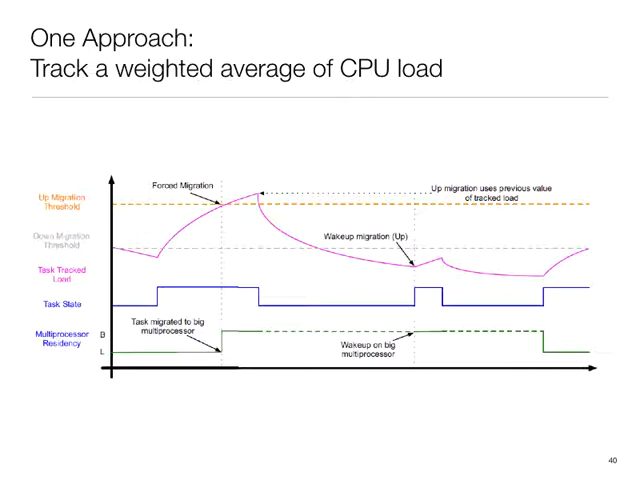 One Approach:
Track a weighted average of CPU load
Forced Migration
Up migration uses previous value
of tracked load
Up Migration
Threshold
Wakeup migration (Up)
Down Migration
Threshold
Task Tracked
Load
Task State
Task migrated to big
multiprocessor
Multiprocessor
Residency
B
L
Wakeup on big
multiprocessor
40